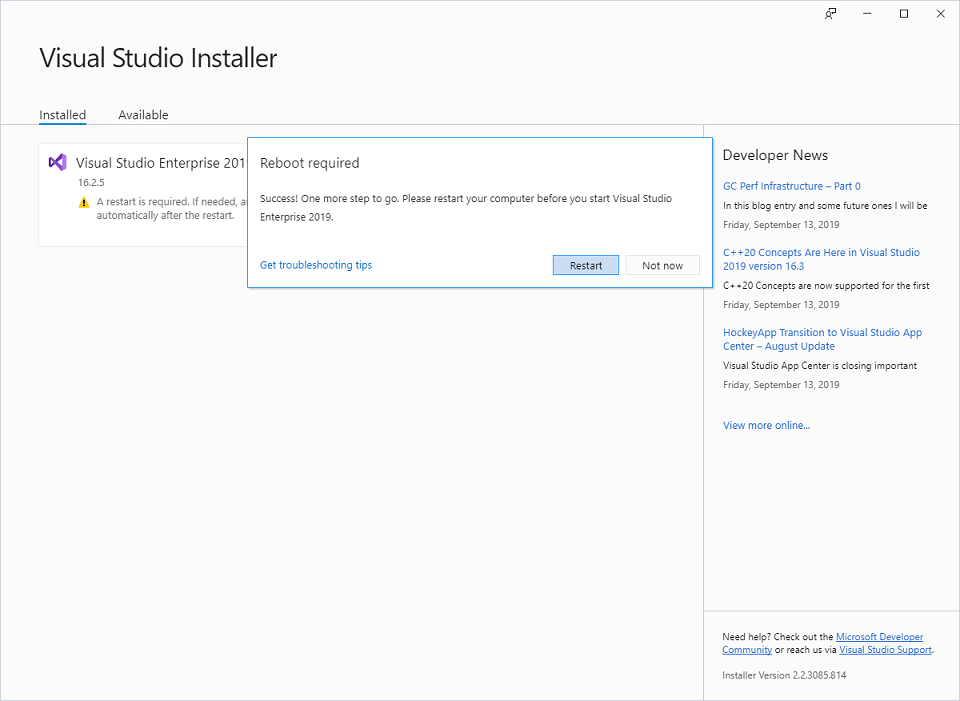 Visual Studio Installer
Installed
Available
Visual Studio Enterprise 201
16.2.5
A restart is required. If needed,
automatically after the restart.
Reboot required
Success! One more step to go. Please restart your computer before you start Visual Studio
Enterprise 2019.
Get troubleshooting tips
Restart
Not now
Developer News
GC Perf Infrastructure – Part 0
In this blog entry and some future ones I will be
Friday, September 13, 2019
C++20 Concepts Are Here in Visual Studio
2019 version 16.3
C++20 Concepts are now supported for the first
Friday, September 13, 2019
HockeyApp Transition to Visual Studio App
Center – August Update
Visual Studio App Center is closing important
Friday, September 13, 2019
View more online...
Need help? Check out the Microsoft Developer
Community or reach us via Visual Studio Support.
Installer Version 2.2.3085.814